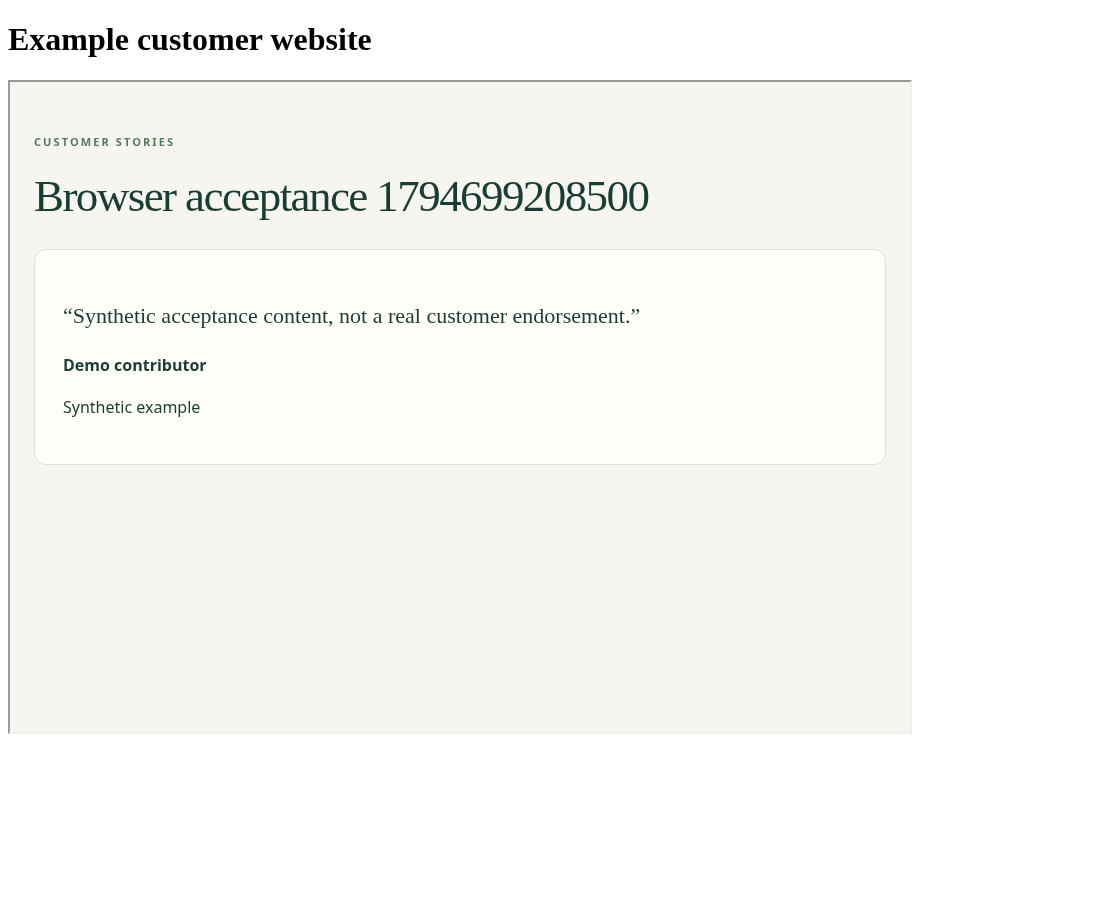 Example customer website
CUSTOMER STORIES
Browser acceptance 1794699208500
“Synthetic acceptance content, not a real customer endorsement.”
Demo contributor
Synthetic example